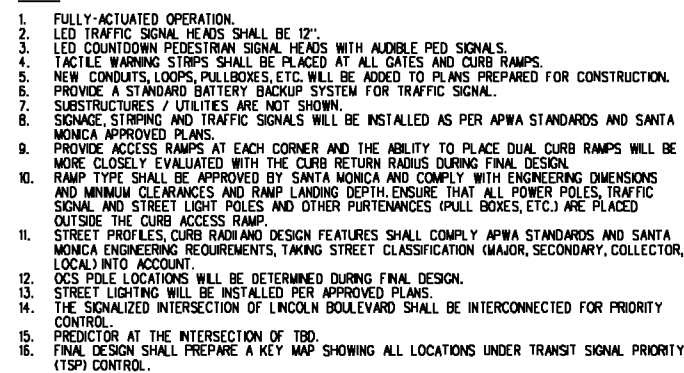 1. FULLY-ACTUATED OPERATION.
2. LED TRAFFIC SIGNAL HEADS SHALL BE 12".
3. LED COUNTDOWN PEDESTRIAN SIGNAL HEADS WITH AUDIBLE PED SIGNALS.
4. TACTILE WARNING STRIPS SHALL BE PLACED AT ALL GATES AND CURB RAMPS.
5. NEW CONDUITS, LOOPS, PULLBOXES, ETC. WILL BE ADDED TO PLANS PREPARED FOR CONSTRUCTION.
6. PROVIDE A STANDARD BATTERY BACKUP SYSTEM FOR TRAFFIC SIGNAL.
7. SUBSTRUCTURES / UTILITIES ARE NOT SHOWN.
8. SIGNAGE, STRIPING AND TRAFFIC SIGNALS WILL BE INSTALLED AS PER APWA STANDARDS AND SANTA
MONICA APPROVED PLANS.
9. PROVIDE ACCESS RAMPS AT EACH CORNER AND THE ABILITY TO PLACE DUAL CURB RAMPS WILL BE
MORE CLOSELY EVALUATED WITH THE CURB RETURN RADIUS DURING FINAL DESIGN.
10. RAMP TYPE SHALL BE APPROVED BY SANTA MONICA AND COMPLY WITH ENGINEERING DIMENSIONS
AND MINIMUM CLEARANCES AND RAMP LANDING DEPTH. ENSURE THAT ALL POWER POLES, TRAFFIC
SIGNAL AND STREET LIGHT POLES AND OTHER PURTENANCES (PULL BOXES, ETC.) ARE PLACED
OUTSIDE THE CURB ACCESS RAMP.
11. STREET PROFILES, CURB RADII AND DESIGN FEATURES SHALL COMPLY APWA STANDARDS AND SANTA
MONICA ENGINEERING REQUIREMENTS, TAKING STREET CLASSIFICATION (MAJOR, SECONDARY, COLLECTOR,
LOCAL) INTO ACCOUNT.
12. OCS POLE LOCATIONS WILL BE DETERMINED DURING FINAL DESIGN.
13. STREET LIGHTING WILL BE INSTALLED PER APPROVED PLANS.
14. THE SIGNALIZED INTERSECTION OF LINCOLN BOULEVARD SHALL BE INTERCONNECTED FOR PRIORITY
CONTROL.
15. PREDICTOR AT THE INTERSECTION OF TBD.
16. FINAL DESIGN SHALL PREPARE A KEY MAP SHOWING ALL LOCATIONS UNDER TRANSIT SIGNAL PRIORITY
(TSP) CONTROL.